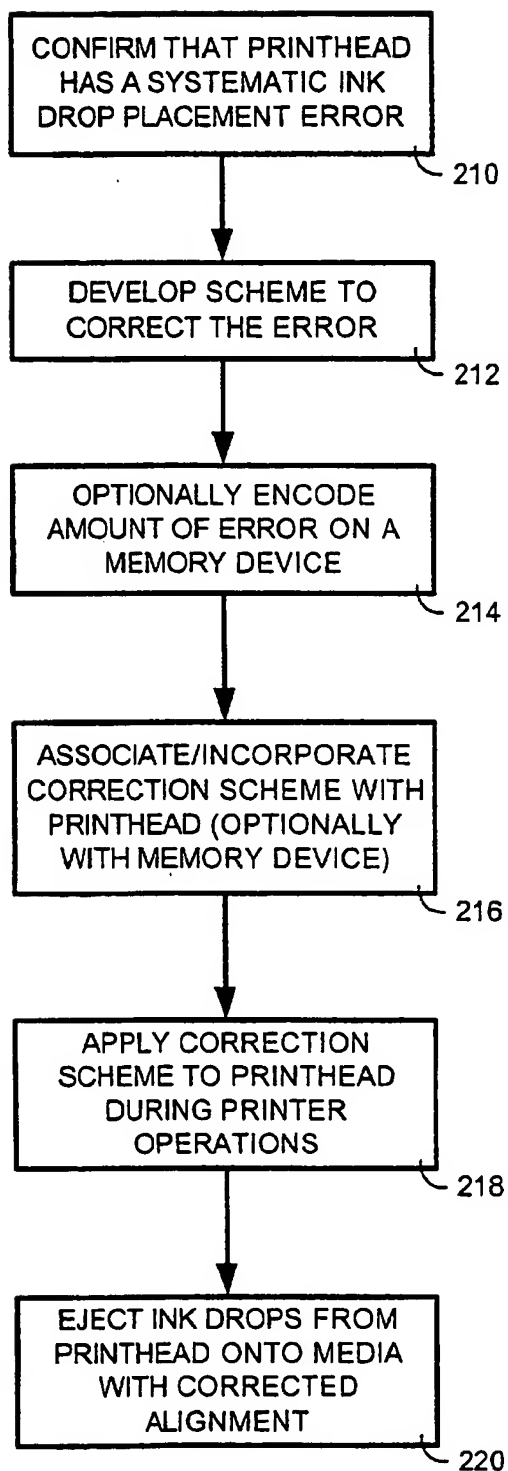 CONFIRM THAT PRINTHEAD
HAS A SYSTEMATIC INK
DROP PLACEMENT ERROR
210
DEVELOP SCHEME TO
CORRECT THE ERROR
212
OPTIONALLY ENCODE
AMOUNT OF ERROR ON A
MEMORY DEVICE
214
ASSOCIATE/INCORPORATE
CORRECTION SCHEME WITH
PRINTHEAD (OPTIONALLY
WITH MEMORY DEVICE)
216
APPLY CORRECTION
SCHEME TO PRINTHEAD
DURING PRINTER
OPERATIONS
218
EJECT INK DROPS FROM
PRINTHEAD ONTO MEDIA
WITH CORRECTED
ALIGNMENT
220